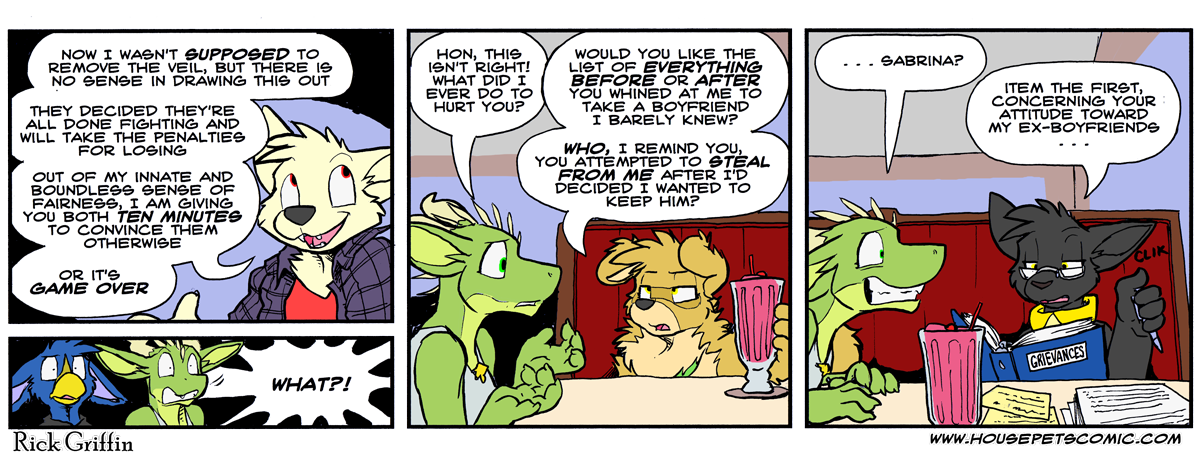 NOW I WASN'T SUPPOSED TO
REMOVE THE VEIL, BUT THERE IS
NO SENSE IN DRAWING THIS OUT
THEY DECIDED THEY'RE
ALL DONE FIGHTING AND
WILL TAKE THE PENALTIES
FOR LOSING
OUT OF MY INNATE AND
BOUNDLESS SENSE OF
FAIRNESS, I AM GIVING
YOU BOTH TEN MINUTES
TO CONVINCE THEM
OTHERWISE
OR IT'S
GAME OVER
WHAT?!
HON, THIS
ISN'T RIGHT!
WHAT DID I
EVER DO TO
HURT YOU?
WOULD YOU LIKE THE
LIST OF EVERYTHING
BEFORE OR AFTER
YOU WHINED AT ME TO
TAKE A BOYFRIEND
I BARELY KNEW?
WHO, I REMIND YOU,
YOU ATTEMPTED TO STEAL
FROM ME AFTER I'D
DECIDED I WANTED TO
KEEP HIM?
. . . SABRINA?
ITEM THE FIRST,
CONCERNING YOUR
ATTITUDE TOWARD
MY EX-BOYFRIENDS
. . .
CLIK
GRIEVANCES
Rick Griffin
WWW.HOUSEPETSCOMIC.COM